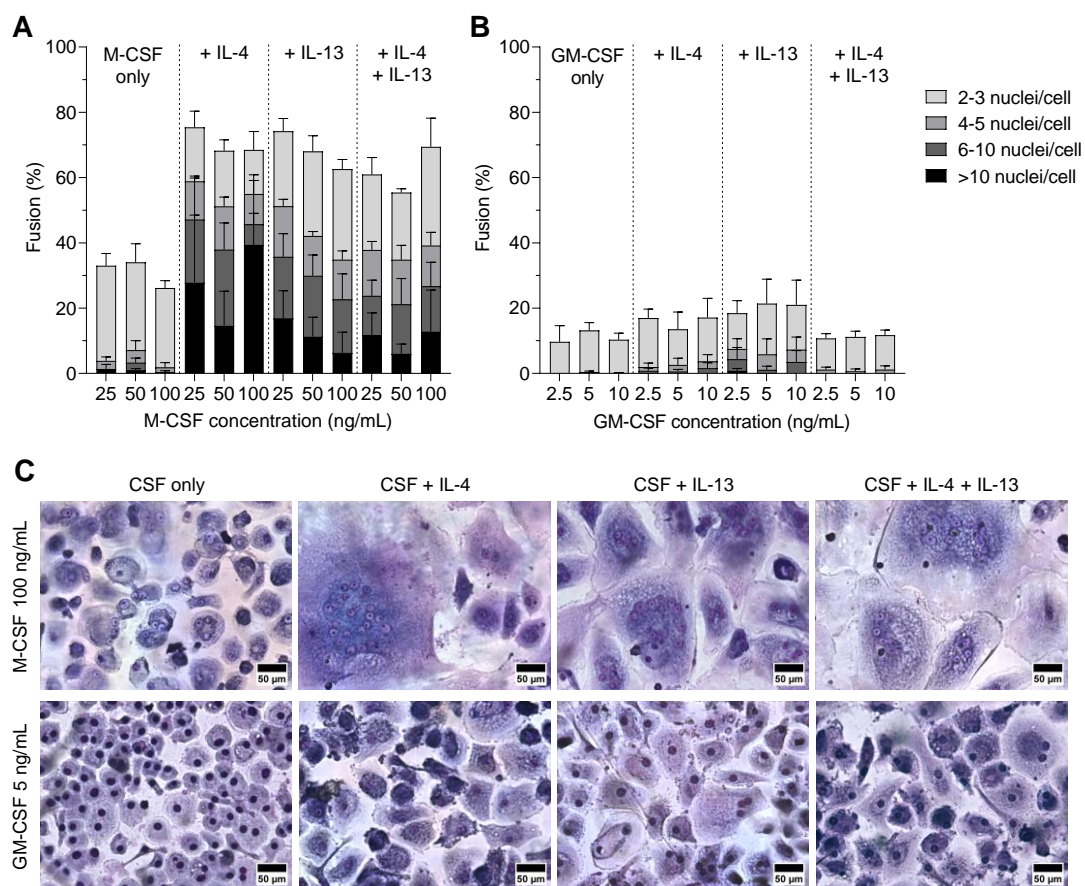 A
100
80
60
40
20
0
Fusion (%)
M-CSF
only
+ IL-4
+ IL-13
+ IL-4
+ IL-13
25
50
100
25
50
100
25
50
100
25
50
100
M-CSF concentration (ng/mL)
B
100
80
60
40
20
0
Fusion (%)
GM-CSF
only
+ IL-4
+ IL-13
+ IL-4
+ IL-13
2.5
5
10
2.5
5
10
2.5
5
10
2.5
5
10
GM-CSF concentration (ng/mL)
2-3 nuclei/cell
4-5 nuclei/cell
6-10 nuclei/cell
>10 nuclei/cell
C
CSF only
CSF + IL-4
CSF + IL-13
CSF + IL-4 + IL-13
M-CSF 100 ng/mL
50 µm
50 µm
50 µm
50 µm
GM-CSF 5 ng/mL
50 µm
50 µm
50 µm
50 µm